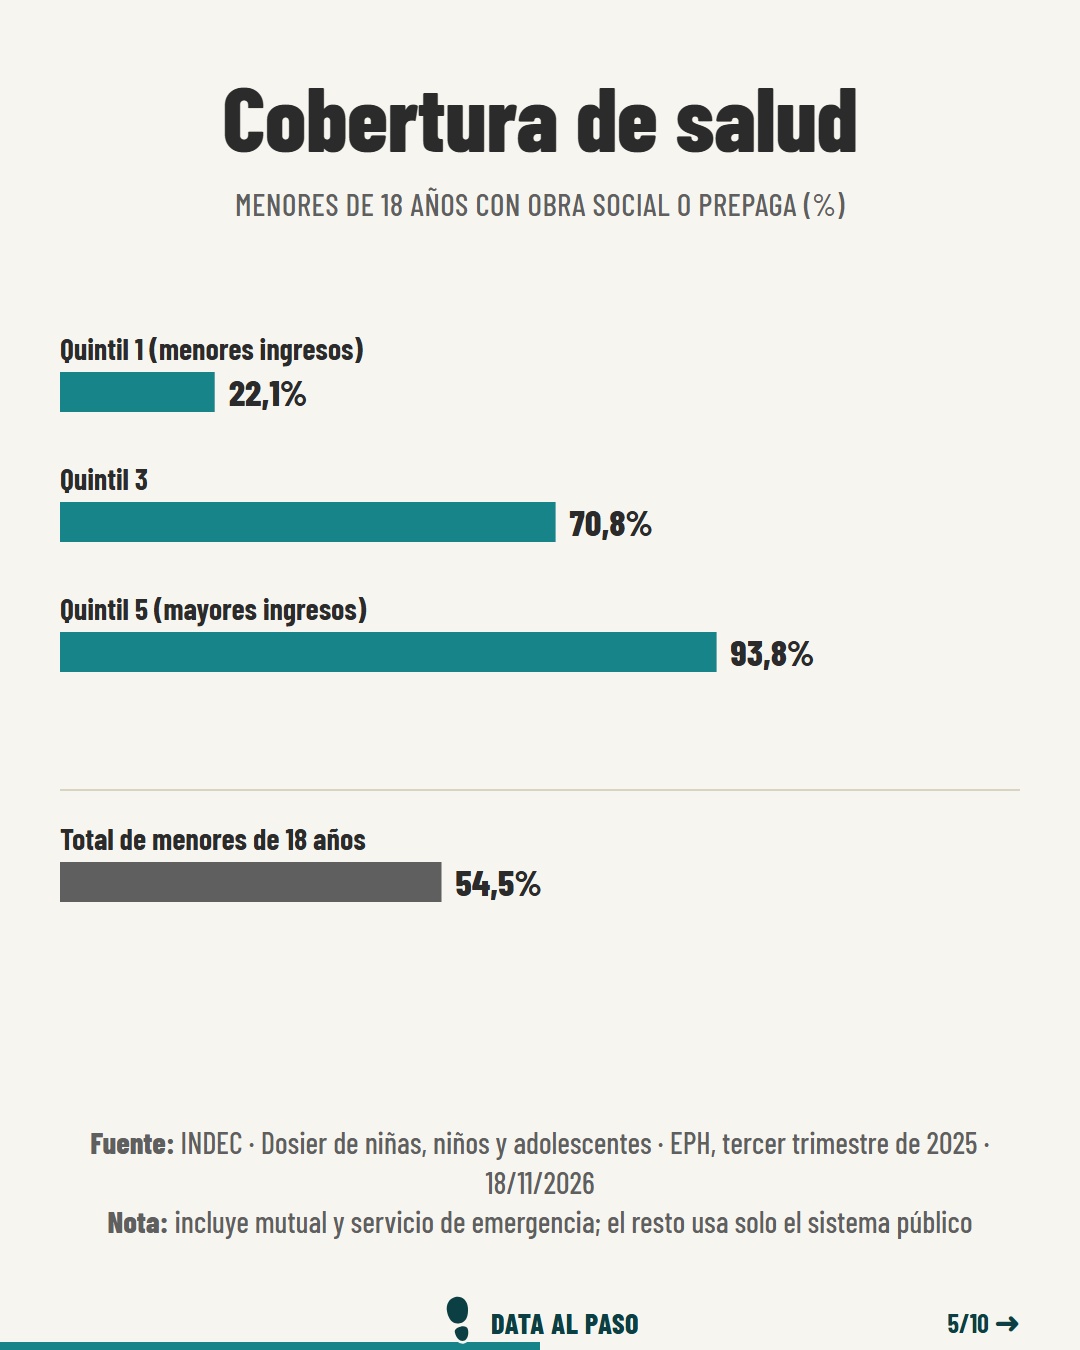 Cobertura de salud
MENORES DE 18 AÑOS CON OBRA SOCIAL O PREPAGA (%)
Quintil 1 (menores ingresos)
22,1%
Quintil 3
70,8%
Quintil 5 (mayores ingresos)
93,8%
Total de menores de 18 años
54,5%
Fuente: INDEC · Dosier de niñas, niños y adolescentes · EPH, tercer trimestre de 2025 ·
18/11/2026
Nota: incluye mutual y servicio de emergencia; el resto usa solo el sistema público
DATA AL PASO
5/10 →